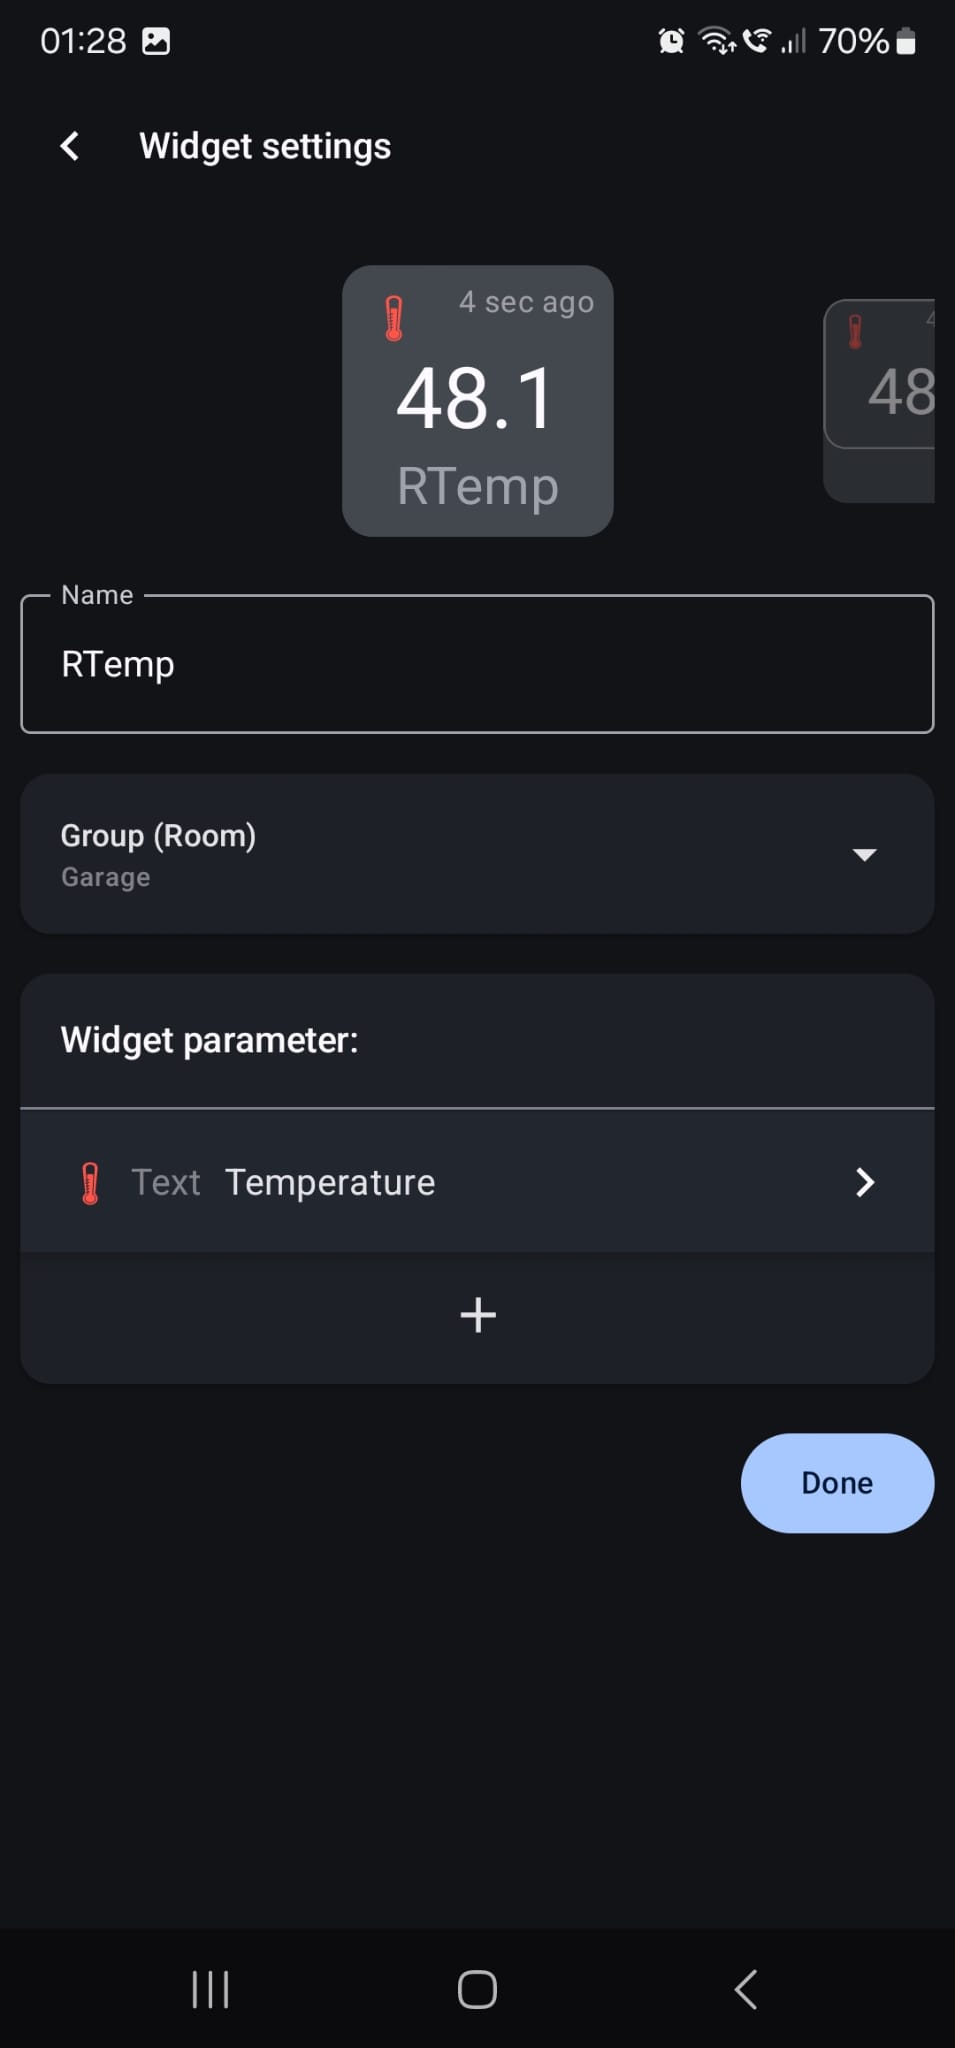 01:28 70%
Widget settings
4 sec ago
48.1
RTemp
48
Name
RTemp
Group (Room)
Garage
Widget parameter:
Text Temperature
Done